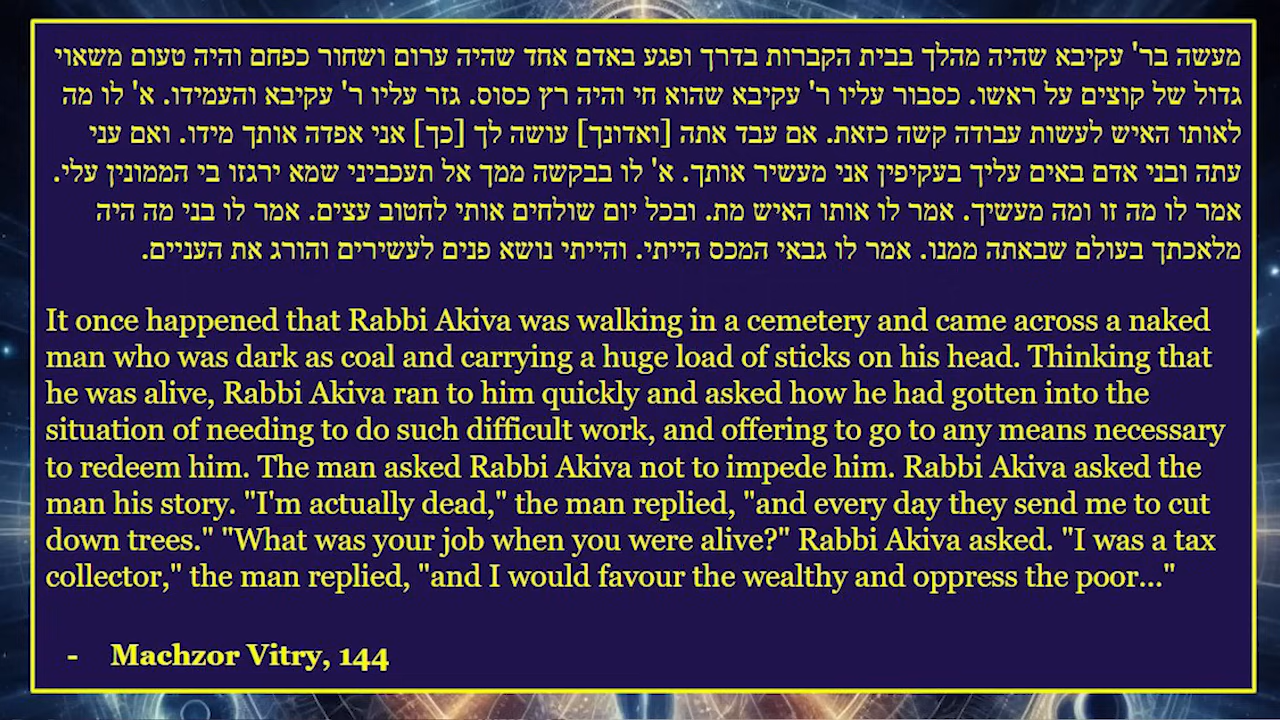 מעשה בר' עקיבא שהיה מהלך בבית הקברות בדרך ופגע באדם אחד שהיה ערום ושחור כפחם והיה טעום משאוי
גדול של קוצים על ראשו. כסבור עליו ר' עקיבא שהוא חי והיה רץ כסוס. גזר עליו ר' עקיבא והעמידו. א' לו מה
לאותו האיש לעשות עבודה קשה כזאת. אם עבד אתה [ואדונך] עושה לך [כך] אני אפדה אותך מידו. ואם עני
עתה ובני אדם באים עליך בעקיפין אני מעשיר אותך. א' לו בבקשה ממך אל תעכביני שמא ירגזו בי הממונין עלי.
אמר לו מה זו ומה מעשיך. אמר לו אותו האיש מת. ובכל יום שולחים אותי לחטוב עצים. אמר לו בני מה היה
מלאכתך בעולם שבאתה ממנו. אמר לו גבאי המכס הייתי. והייתי נושא פנים לעשירים והורג את העניים.
It once happened that Rabbi Akiva was walking in a cemetery and came across a naked
man who was dark as coal and carrying a huge load of sticks on his head. Thinking that
he was alive, Rabbi Akiva ran to him quickly and asked how he had gotten into the
situation of needing to do such difficult work, and offering to go to any means necessary
to redeem him. The man asked Rabbi Akiva not to impede him. Rabbi Akiva asked the
man his story. "I'm actually dead," the man replied, "and every day they send me to cut
down trees." "What was your job when you were alive?" Rabbi Akiva asked. "I was a tax
collector," the man replied, "and I would favour the wealthy and oppress the poor..."
- Machzor Vitry, 144